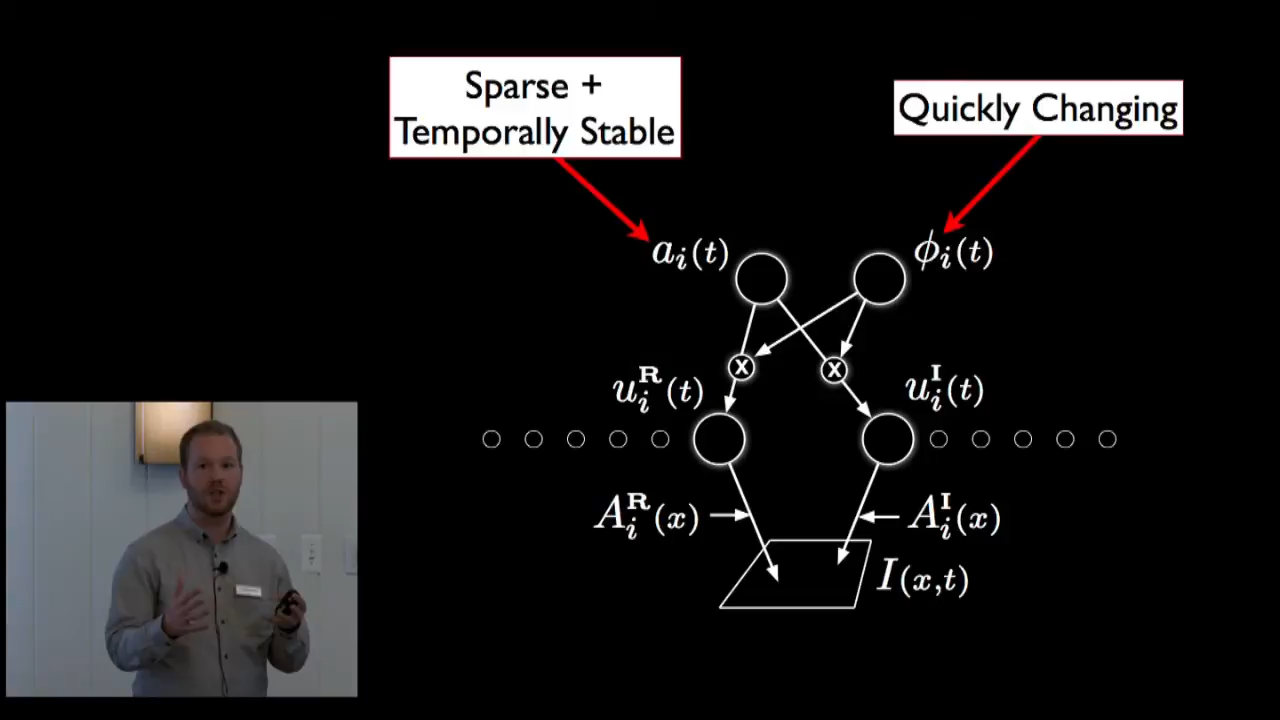 Sparse +
Temporally Stable
Quickly Changing
a_i(t)
ϕ_i(t)
x
x
u_i^R(t)
u_i^I(t)
A_i^R(x)
A_i^I(x)
I(x,t)